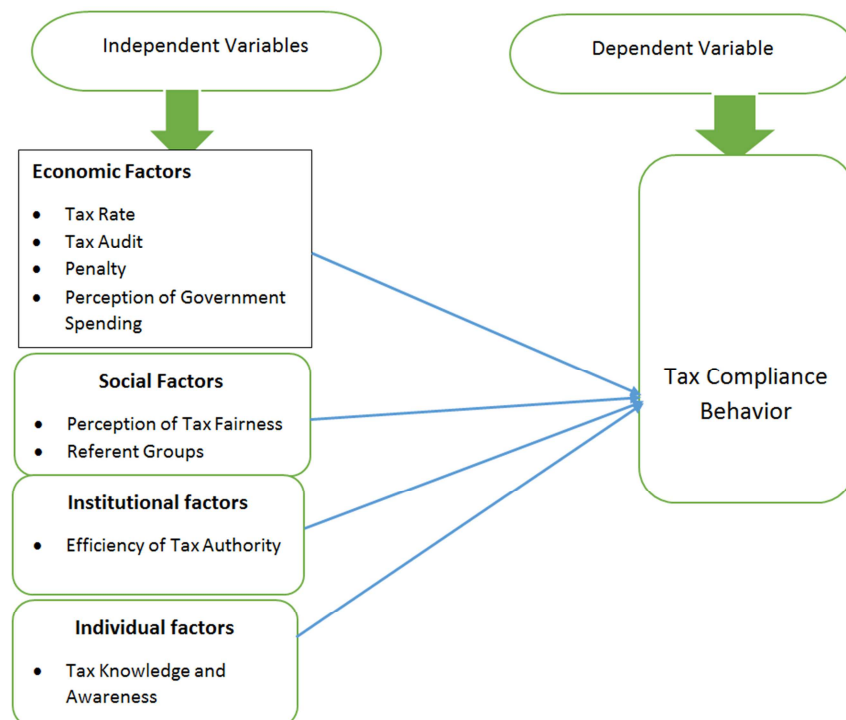 Independent Variables
Dependent Variable
Economic Factors
• Tax Rate
• Tax Audit
• Penalty
• Perception of Government
Spending
Social Factors
• Perception of Tax Fairness
• Referent Groups
Institutional factors
• Efficiency of Tax Authority
Individual factors
• Tax Knowledge and
Awareness
Tax Compliance
Behavior